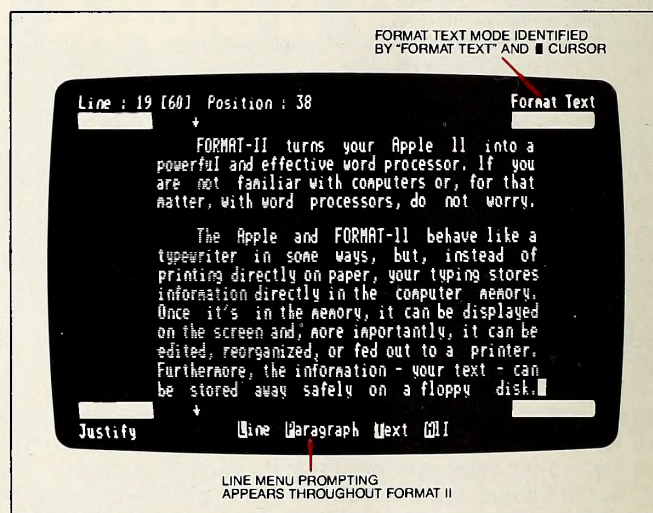 FORMAT TEXT MODE IDENTIFIED
BY "FORMAT TEXT" AND █ CURSOR
Line : 19 [60] Position : 38 Format Text
FORMAT-II turns your Apple II into a
powerful and effective word processor. If you
are not familiar with computers or, for that
matter, with word processors, do not worry.
The Apple and FORMAT-II behave like a
typewriter in some ways, but, instead of
printing directly on paper, your typing stores
information directly in the computer memory.
Once it's in the memory, it can be displayed
on the screen and, more importantly, it can be
edited, reorganized, or fed out to a printer.
Furthermore, the information - your text - can
be stored away safely on a floppy disk.
Justify Line Paragraph Text All
LINE MENU PROMPTING
APPEARS THROUGHOUT FORMAT II